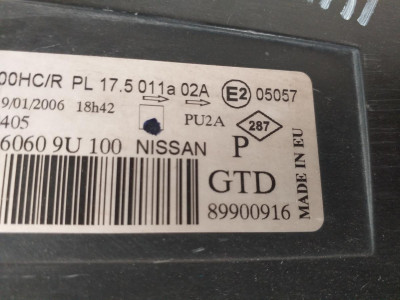 00HC/R PL 17.5 011a 02A E2 05057
9/01/2006 18h42
405 PU2A 287
6060 9U 100 NISSAN P
GTD
89900916
MADE IN EU